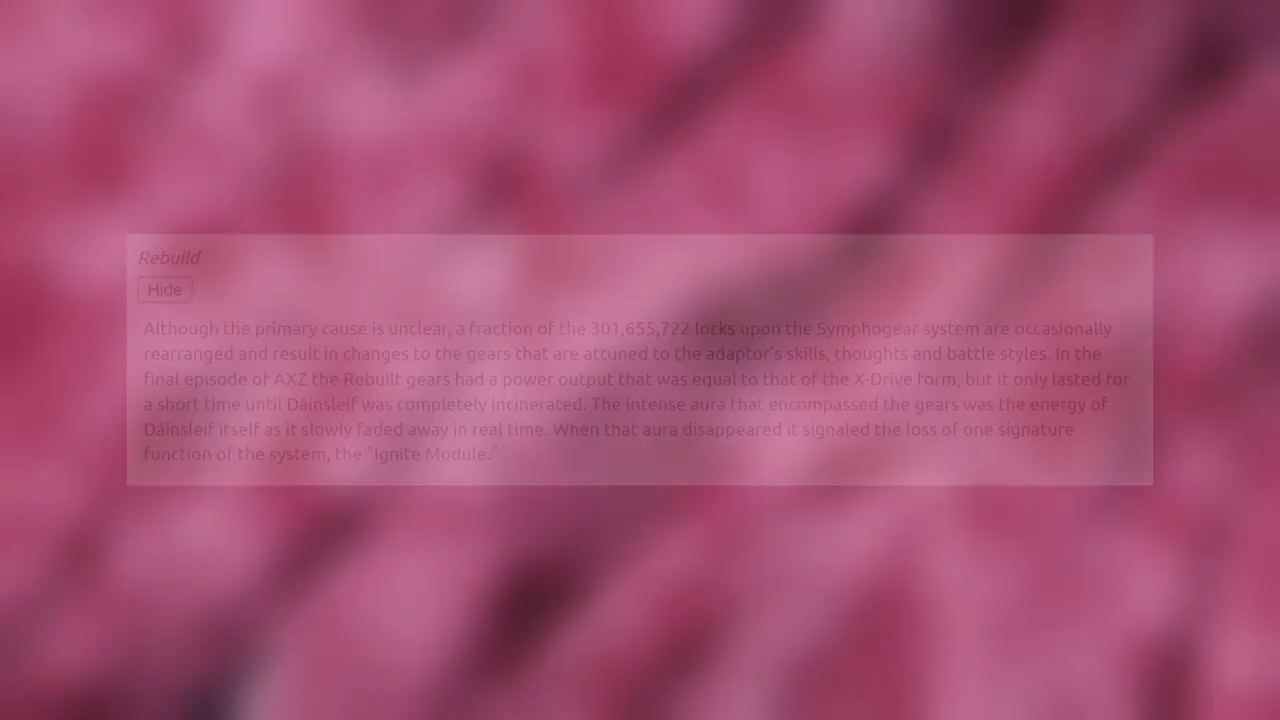 Rebuild
Hide
Although the primary cause is unclear, a fraction of the 301,655,722 locks upon the Symphogear system are occasionally
rearranged and result in changes to the gears that are attuned to the adaptor's skills, thoughts and battle styles. In the
final episode of AXZ the Rebuilt gears had a power output that was equal to that of the X-Drive form, but it only lasted for
a short time until Dáinsleif was completely incinerated. The intense aura that encompassed the gears was the energy of
Dáinsleif itself as it slowly faded away in real time. When that aura disappeared it signaled the loss of one signature
function of the system, the "Ignite Module."